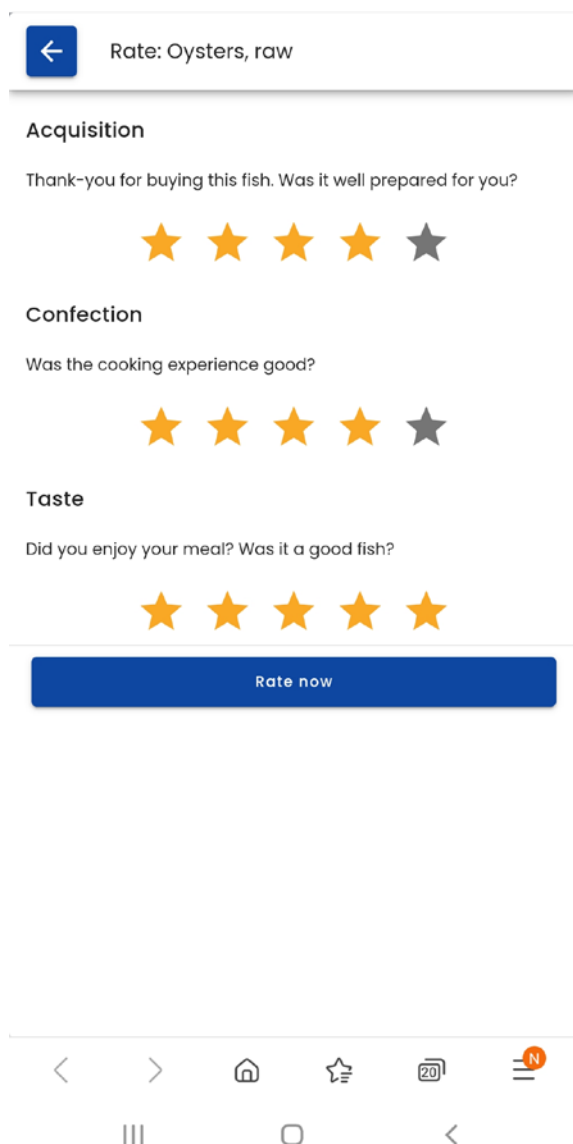 Rate: Oysters, raw
Acquisition
Thank-you for buying this fish. Was it well prepared for you?
Confection
Was the cooking experience good?
Taste
Did you enjoy your meal? Was it a good fish?
Rate now
20
N